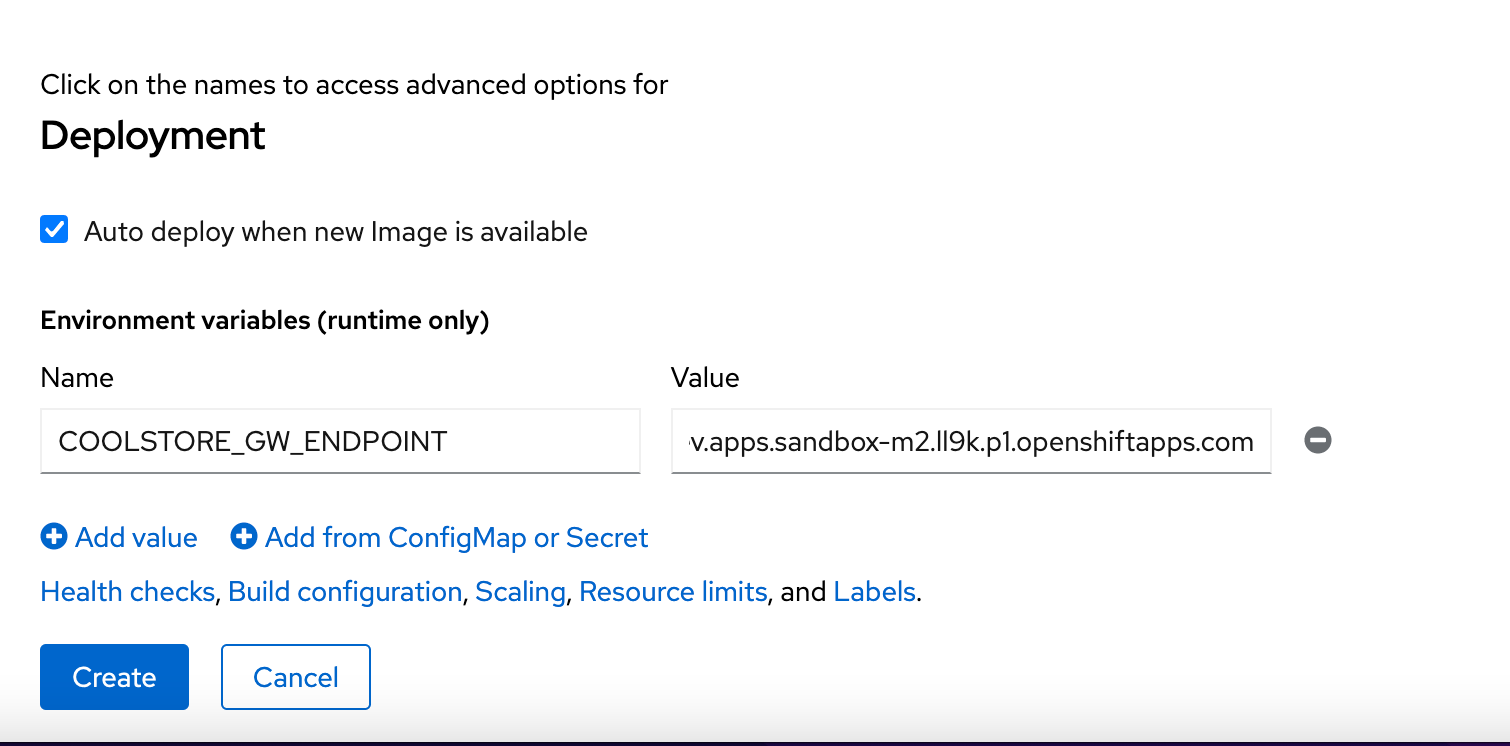 Click on the names to access advanced options for
Deployment
Auto deploy when new Image is available
Environment variables (runtime only)
Name Value
COOLSTORE_GW_ENDPOINT v.apps.sandbox-m2.ll9k.p1.openshiftapps.com
Add value Add from ConfigMap or Secret
Health checks, Build configuration, Scaling, Resource limits, and Labels.
Create Cancel